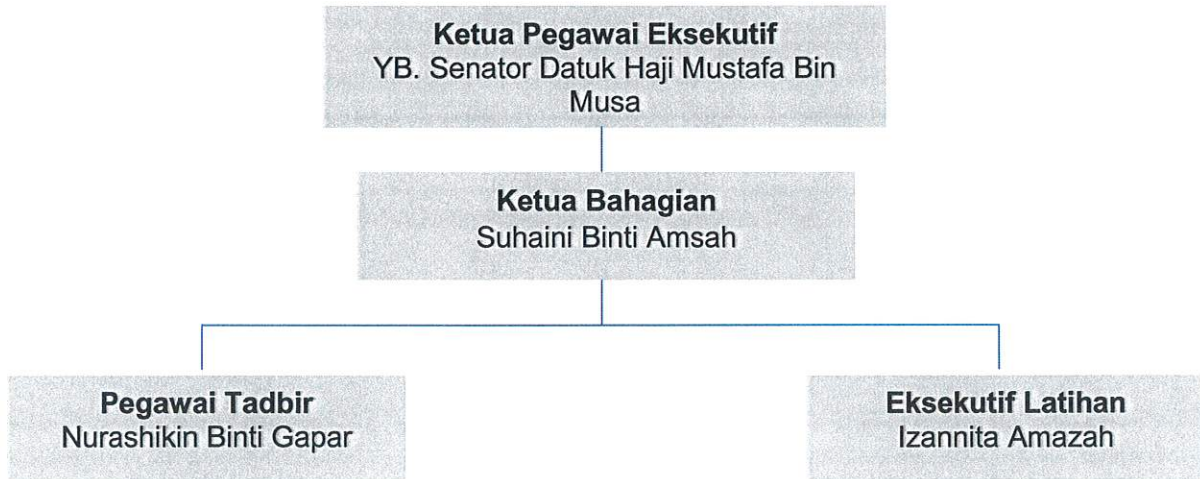 Ketua Pegawai Eksekutif
YB. Senator Datuk Haji Mustafa Bin
Musa
Ketua Bahagian
Suhaini Binti Amsah
Pegawai Tadbir
Nurashikin Binti Gapar
Eksekutif Latihan
Izannita Amazah